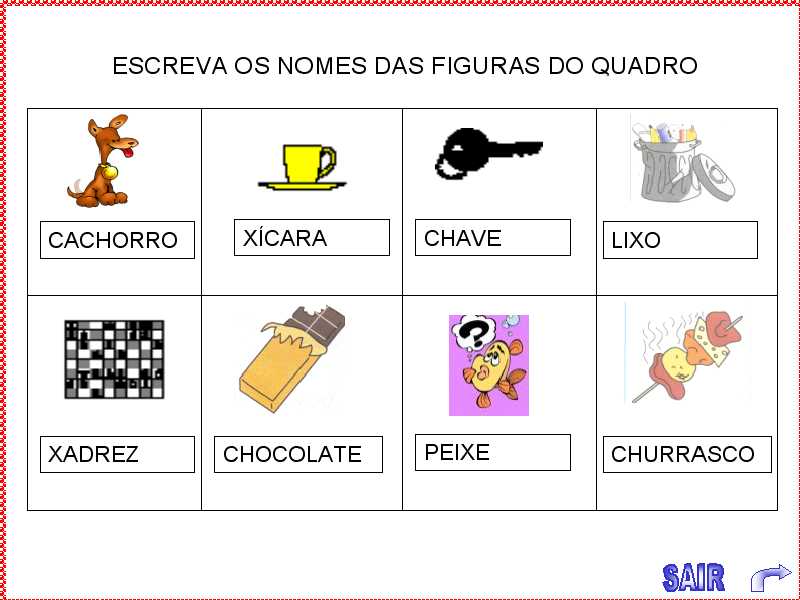 ESCREVA OS NOMES DAS FIGURAS DO QUADRO
CACHORRO
XÍCARA
CHAVE
LIXO
XADREZ
CHOCOLATE
PEIXE
CHURRASCO
SAIR